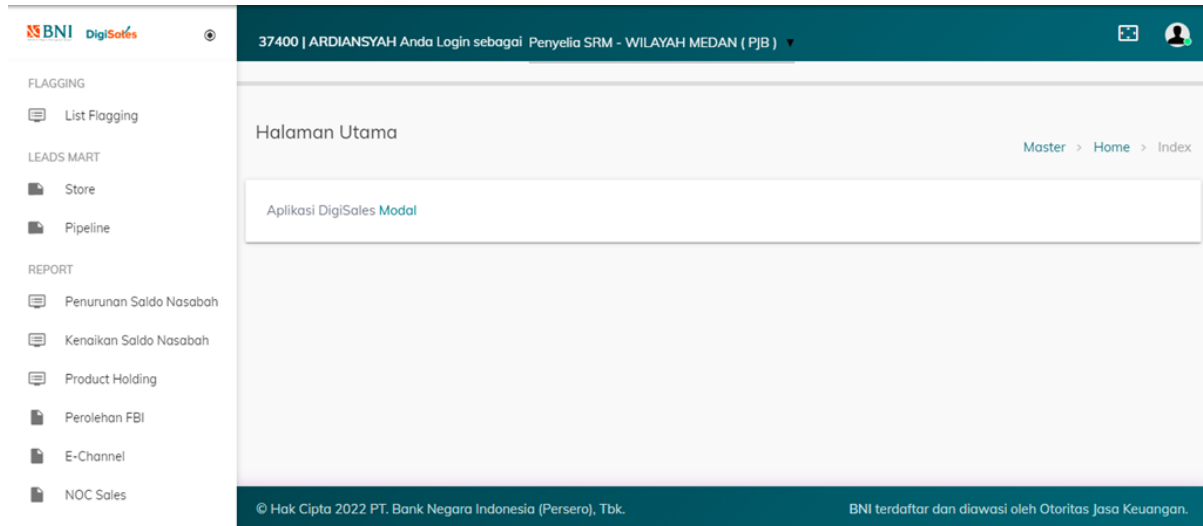 BNI DigiSales
37400 | ARDIANSYAH Anda Login sebagai Penyelia SRM - WILAYAH MEDAN ( PJB )
FLAGGING
List Flagging
LEADS MART
Store
Pipeline
REPORT
Penurunan Saldo Nasabah
Kenaikan Saldo Nasabah
Product Holding
Perolehan FBI
E-Channel
NOC Sales
Halaman Utama
Master > Home > Index
Aplikasi DigiSales Modal
© Hak Cipta 2022 PT. Bank Negara Indonesia (Persero), Tbk.
BNI terdaftar dan diawasi oleh Otoritas Jasa Keuangan.